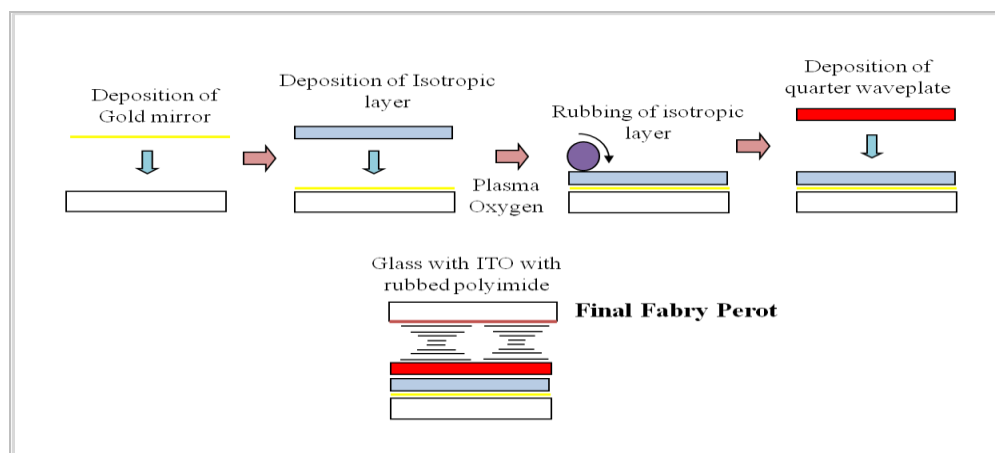 Deposition of
Gold mirror
Deposition of Isotropic
layer
Plasma
Oxygen
Rubbing of isotropic
layer
Deposition of
quarter waveplate
Glass with ITO with
rubbed polyimide
Final Fabry Perot